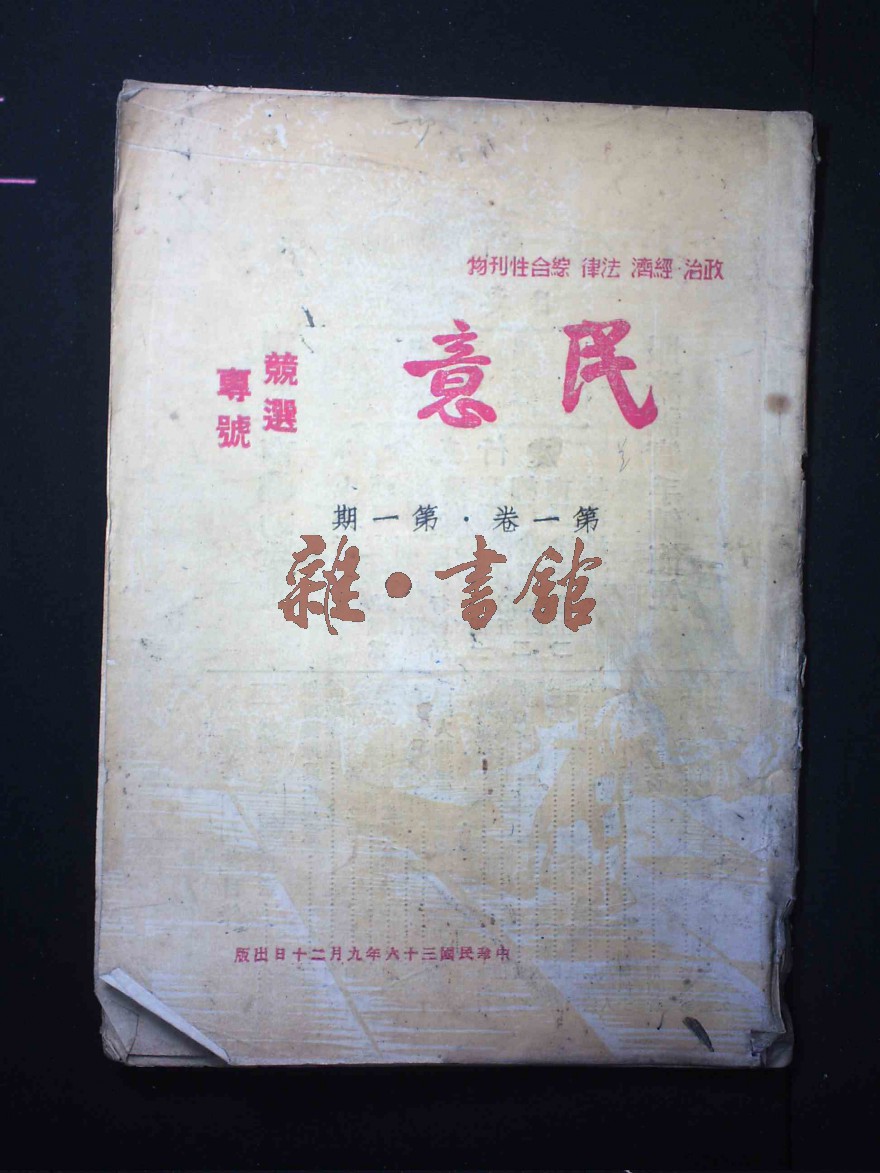 政治 經濟 法律 綜合性刊物
民意
競選
專號
第一卷·第一期
雜·書館
中華民國三十六年九月二十日出版